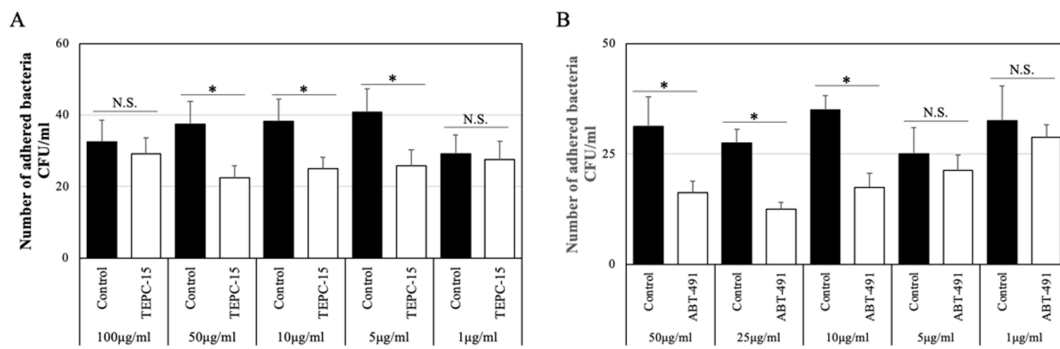 A
Number of adhered bacteria
CFU/ml
60
40
20
0
N.S.
*
*
*
N.S.
Control
TEPC-15
Control
TEPC-15
Control
TEPC-15
Control
TEPC-15
Control
TEPC-15
100μg/ml
50μg/ml
10μg/ml
5μg/ml
1μg/ml
B
Number of adhered bacteria
CFU/ml
50
25
0
*
*
*
N.S.
N.S.
Control
ABT-491
Control
ABT-491
Control
ABT-491
Control
ABT-491
Control
ABT-491
50μg/ml
25μg/ml
10μg/ml
5μg/ml
1μg/ml